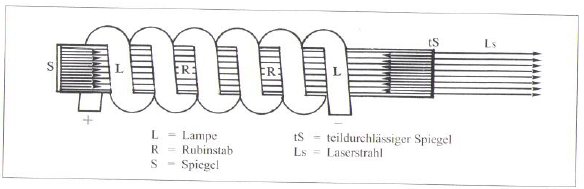 tS Ls
S L R R L
+ –
L = Lampe
R = Rubinstab
S = Spiegel
tS = teildurchlässiger Spiegel
Ls = Laserstrahl